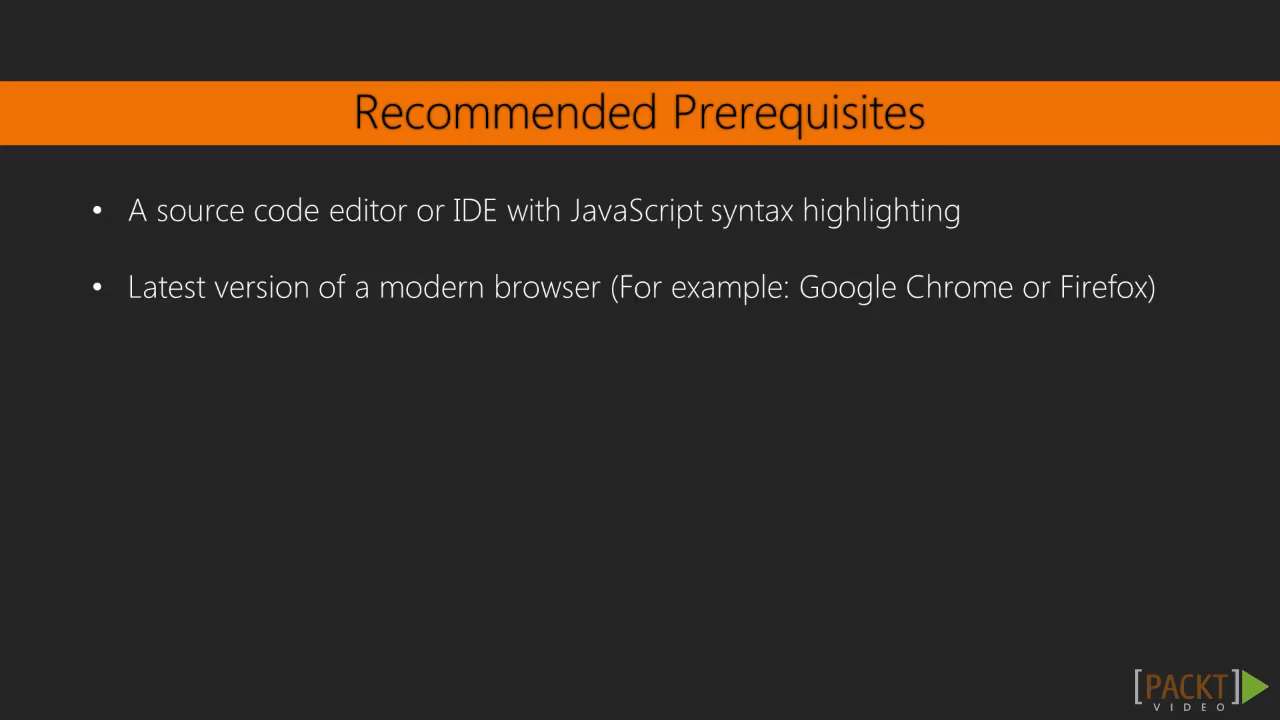 Recommended Prerequisites
• A source code editor or IDE with JavaScript syntax highlighting
• Latest version of a modern browser (For example: Google Chrome or Firefox)
[PACKT]
VIDEO